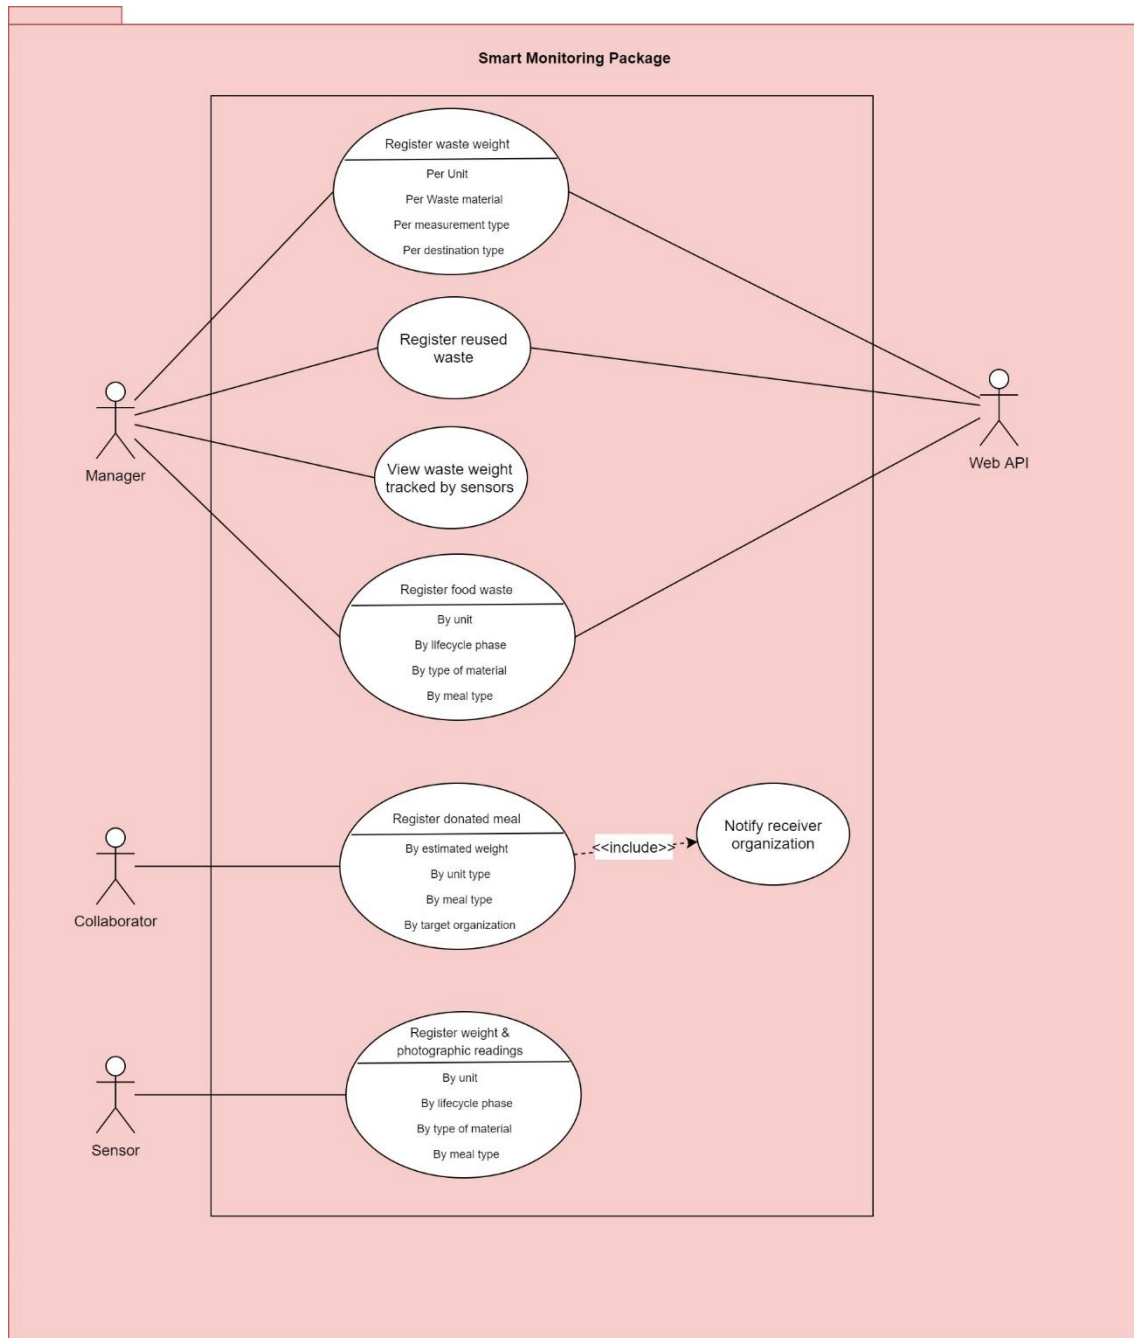 Smart Monitoring Package
Register waste weight
Per Unit
Per Waste material
Per measurement type
Per destination type
Register reused
waste
Manager
Web API
View waste weight
tracked by sensors
Register food waste
By unit
By lifecycle phase
By type of material
By meal type
Register donated meal
By estimated weight
By unit type
By meal type
By target organization
<<include>>
Notify receiver
organization
Collaborator
Register weight &
photographic readings
By unit
By lifecycle phase
By type of material
By meal type
Sensor